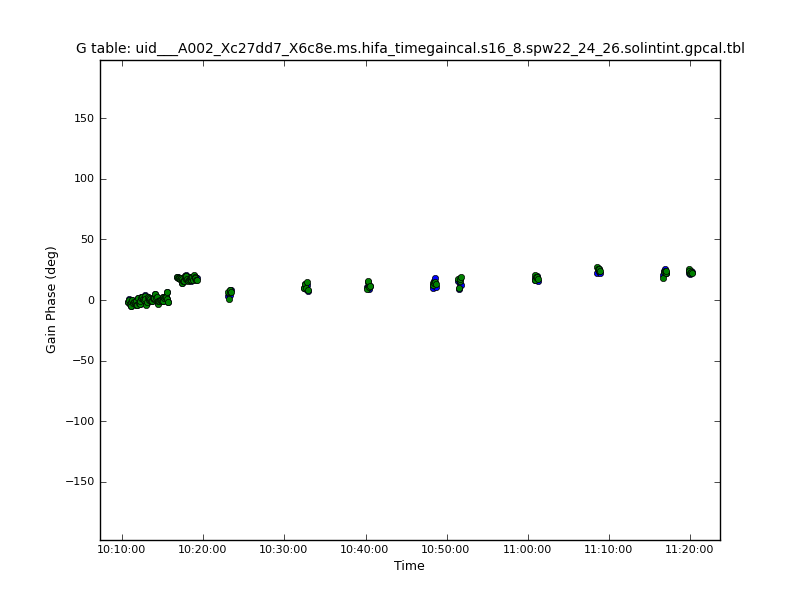 G table: uid___A002_Xc27dd7_X6c8e.ms.hifa_timegaincal.s16_8.spw22_24_26.solintint.gpcal.tbl
Gain Phase (deg)
150
100
50
0
−50
−100
−150
10:10:00 10:20:00 10:30:00 10:40:00 10:50:00 11:00:00 11:10:00 11:20:00
Time